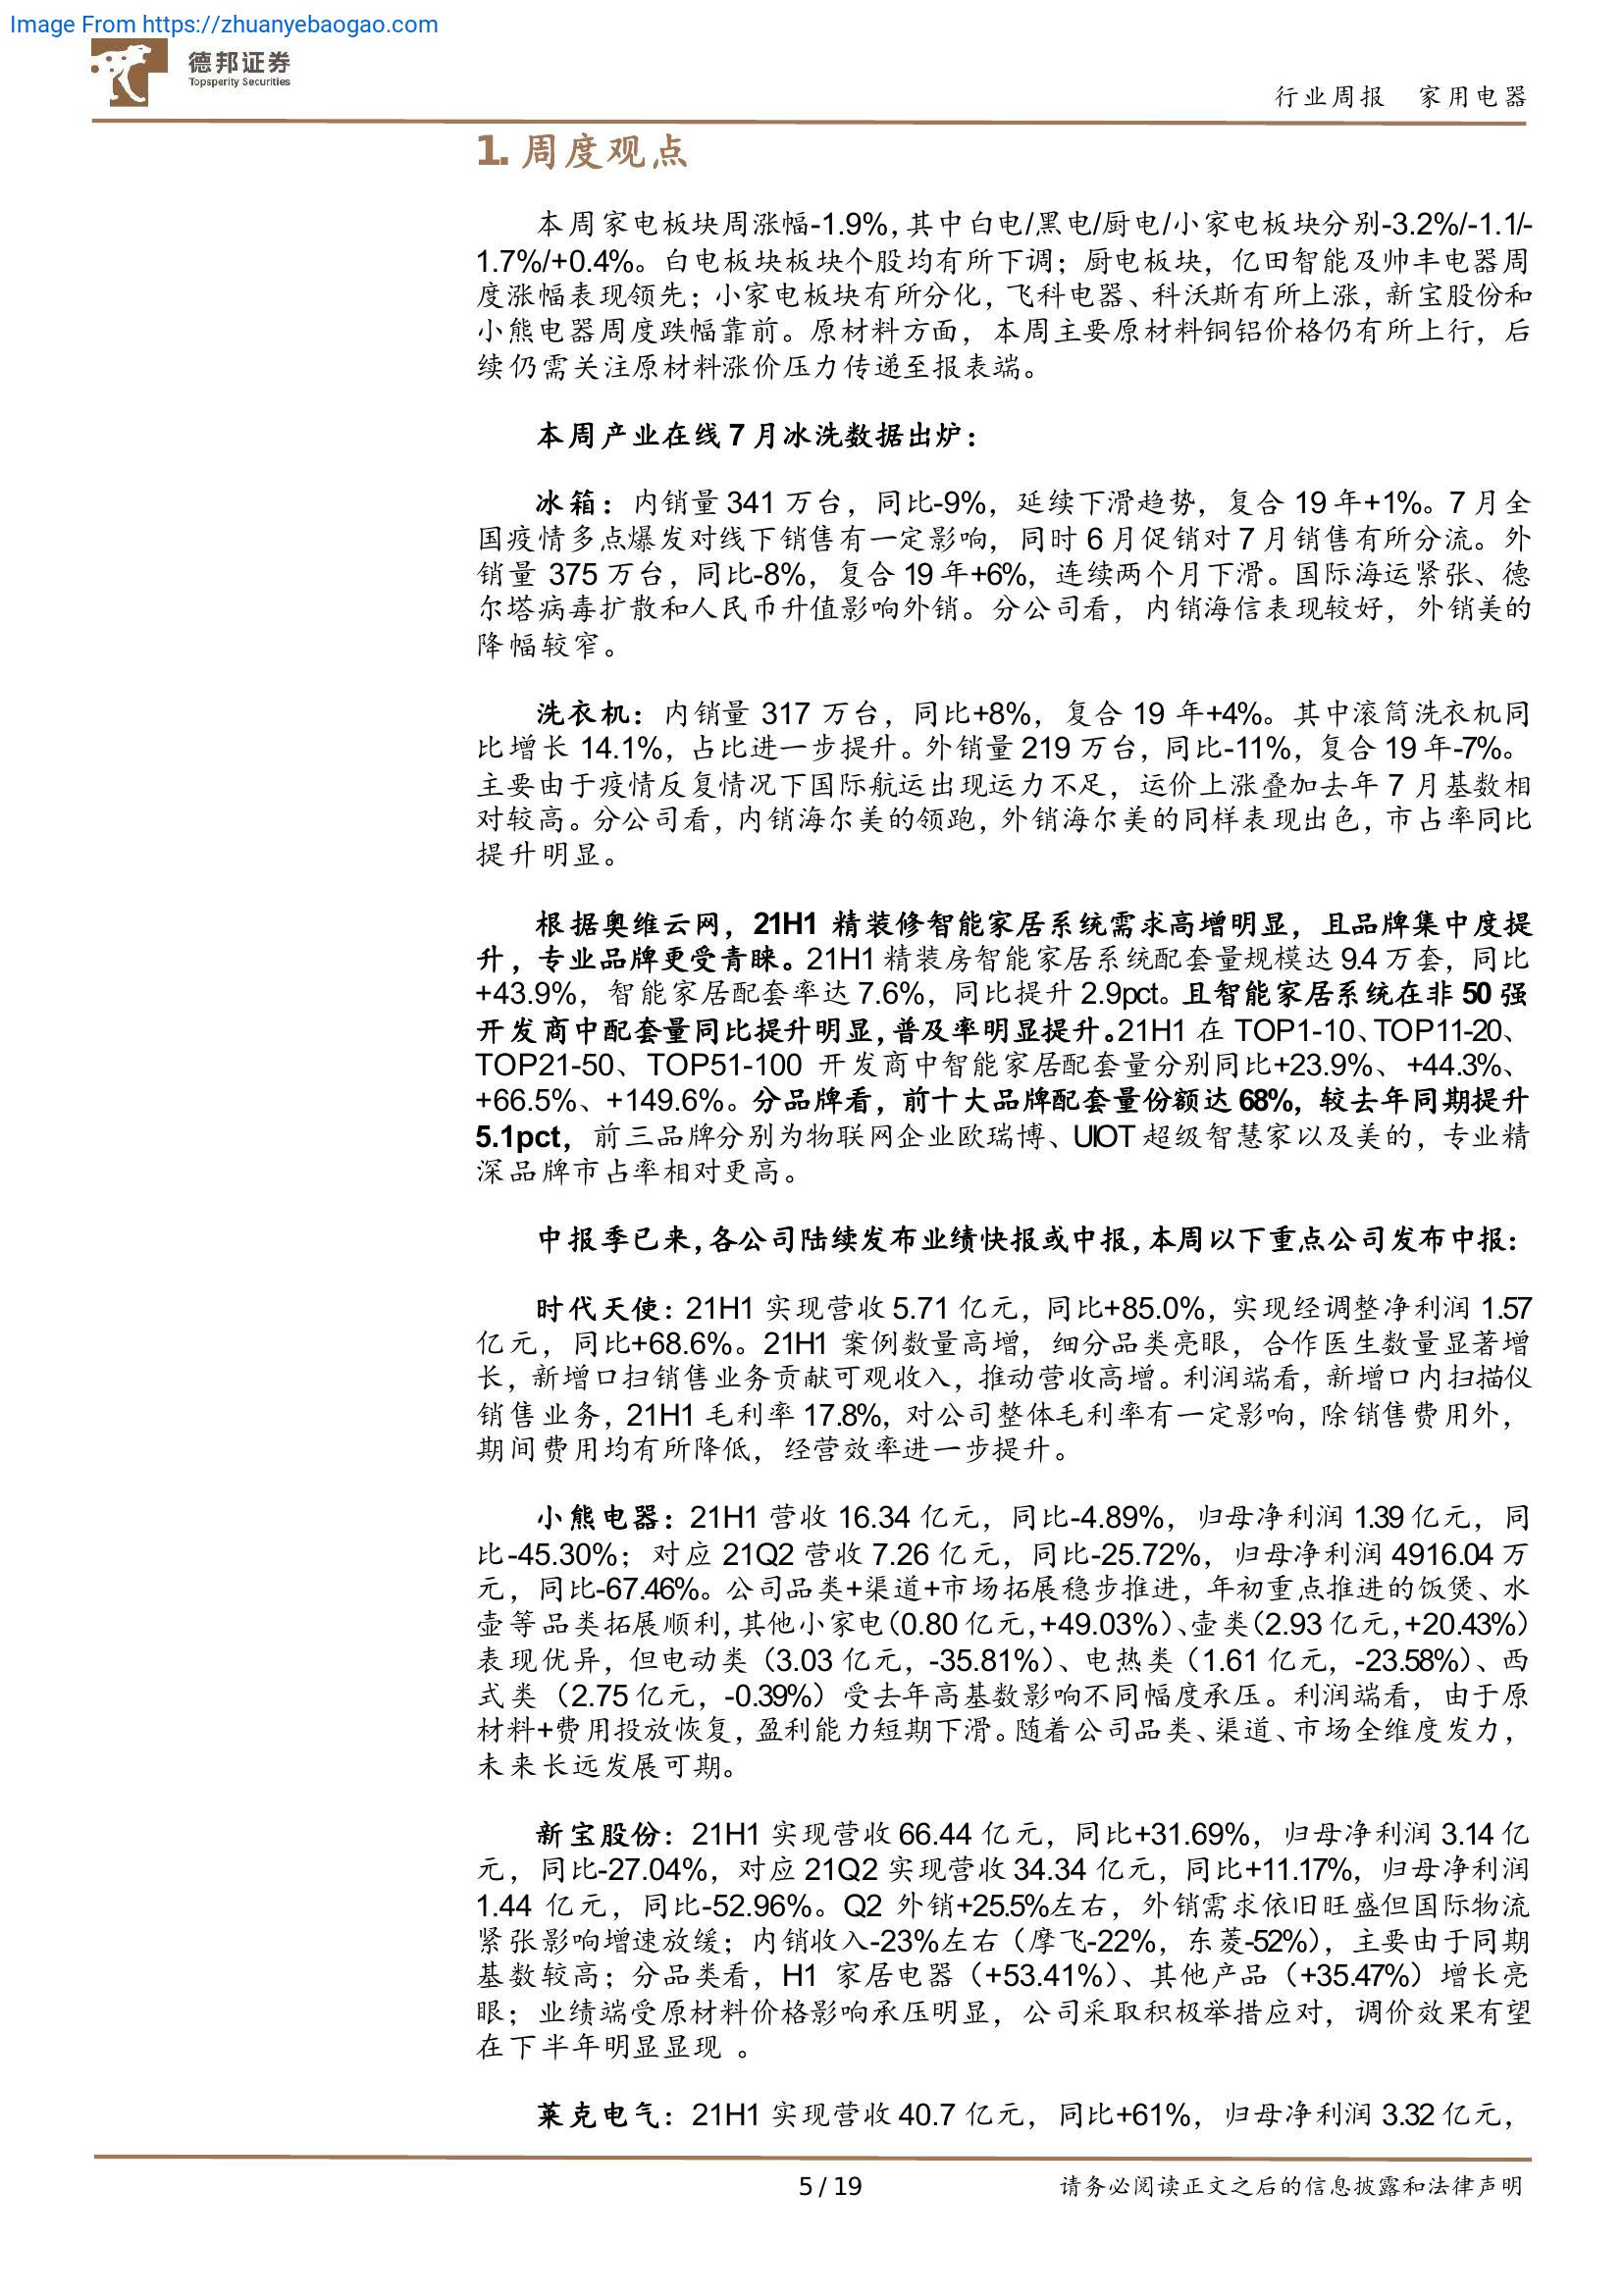 Image From https://zhuanyebaogao.com
德邦证券
Topsperity Securities
行业周报 家用电器
1. 周度观点
本周家电板块周涨幅-1.9%,其中白电/黑电/厨电/小家电板块分别-3.2%/-1.1/-
1.7%/+0.4%。白电板块板块个股均有所下调；厨电板块，亿田智能及帅丰电器周
度涨幅表现领先；小家电板块有所分化，飞科电器、科沃斯有所上涨，新宝股份和
小熊电器周度跌幅靠前。原材料方面，本周主要原材料铜铝价格仍有所上行，后
续仍需关注原材料涨价压力传递至报表端。
本周产业在线 7 月冰洗数据出炉：
冰箱：内销量 341 万台，同比-9%，延续下滑趋势，复合 19 年+1%。7 月全
国疫情多点爆发对线下销售有一定影响，同时 6 月促销对 7 月销售有所分流。外
销量 375 万台，同比-8%，复合 19 年+6%，连续两个月下滑。国际海运紧张、德
尔塔病毒扩散和人民币升值影响外销。分公司看，内销海信表现较好，外销美的
降幅较窄。
洗衣机：内销量 317 万台，同比+8%，复合 19 年+4%。其中滚筒洗衣机同
比增长 14.1%，占比进一步提升。外销量 219 万台，同比-11%，复合 19 年-7%。
主要由于疫情反复情况下国际航运出现运力不足，运价上涨叠加去年 7 月基数相
对较高。分公司看，内销海尔美的领跑，外销海尔美的同样表现出色，市占率同比
提升明显。
根据奥维云网，21H1 精装修智能家居系统需求高增明显，且品牌集中度提
升，专业品牌更受青睐。21H1 精装房智能家居系统配套量规模达 9.4 万套，同比
+43.9%，智能家居配套率达 7.6%，同比提升 2.9pct。且智能家居系统在非 50 强
开发商中配套量同比提升明显，普及率明显提升。21H1 在 TOP1-10、TOP11-20、
TOP21-50、TOP51-100 开发商中智能家居配套量分别同比+23.9%、+44.3%、
+66.5%、+149.6%。分品牌看，前十大品牌配套量份额达 68%，较去年同期提升
5.1pct，前三品牌分别为物联网企业欧瑞博、UIOT 超级智慧家以及美的，专业精
深品牌市占率相对更高。
中报季已来，各公司陆续发布业绩快报或中报，本周以下重点公司发布中报：
时代天使：21H1 实现营收 5.71 亿元，同比+85.0%，实现经调整净利润 1.57
亿元，同比+68.6%。21H1 案例数量高增，细分品类亮眼，合作医生数量显著增
长，新增口扫销售业务贡献可观收入，推动营收高增。利润端看，新增口内扫描仪
销售业务，21H1 毛利率 17.8%，对公司整体毛利率有一定影响，除销售费用外，
期间费用均有所降低，经营效率进一步提升。
小熊电器：21H1 营收 16.34 亿元，同比-4.89%，归母净利润 1.39 亿元，同
比-45.30%；对应 21Q2 营收 7.26 亿元，同比-25.72%，归母净利润 4916.04 万
元，同比-67.46%。公司品类+渠道+市场拓展稳步推进，年初重点推进的饭煲、水
壶等品类拓展顺利，其他小家电（0.80 亿元，+49.03%）、壶类（2.93 亿元，+20.43%）
表现优异，但电动类（3.03 亿元，-35.81%）、电热类（1.61 亿元，-23.58%）、西
式类（2.75 亿元，-0.39%）受去年高基数影响不同幅度承压。利润端看，由于原
材料+费用投放恢复，盈利能力短期下滑。随着公司品类、渠道、市场全维度发力，
未来长远发展可期。
新宝股份：21H1 实现营收 66.44 亿元，同比+31.69%，归母净利润 3.14 亿
元，同比-27.04%，对应 21Q2 实现营收 34.34 亿元，同比+11.17%，归母净利润
1.44 亿元，同比-52.96%。Q2 外销+25.5%左右，外销需求依旧旺盛但国际物流
紧张影响增速放缓；内销收入-23%左右（摩飞-22%，东菱-52%），主要由于同期
基数较高；分品类看，H1 家居电器（+53.41%）、其他产品（+35.47%）增长亮
眼；业绩端受原材料价格影响承压明显，公司采取积极举措应对，调价效果有望
在下半年明显显现 。
莱克电气：21H1 实现营收 40.7 亿元，同比+61%，归母净利润 3.32 亿元，
5 / 19
请务必阅读正文之后的信息披露和法律声明